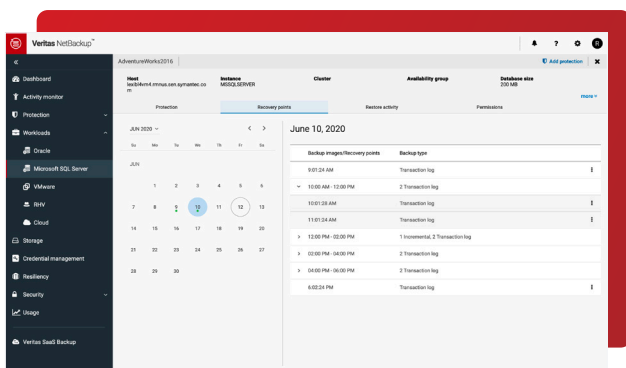 Veritas NetBackup™
?
R
«
AdventureWorks2016
Add protection
Host
Instance
Cluster
Availability group
Database size
lexibl4vm4.rmnus.sen.symantec.co
m
MSSQLSERVER
200 MB
more
Protection
Recovery points
Restore activity
Permissions
Dashboard
Activity monitor
Protection
Workloads
Oracle
Microsoft SQL Server
VMware
RHV
Cloud
Storage
Credential management
Resiliency
Security
Usage
Veritas SaaS Backup
JUN 2020
Su Mo Tu We Th Fr Sa
JUN
1 2 3 4 5 6
7 8 9 10 11 12 13
14 15 16 17 18 19 20
21 22 23 24 25 26 27
28 29 30
June 10, 2020
Backup images/Recovery points Backup type
9:01:24 AM Transaction log
10:00 AM - 12:00 PM 2 Transaction log
10:01:28 AM Transaction log
11:01:24 AM Transaction log
12:00 PM - 02:00 PM 1 Incremental, 2 Transaction log
02:00 PM - 04:00 PM 2 Transaction log
04:00 PM - 06:00 PM 2 Transaction log
6:02:24 PM Transaction log